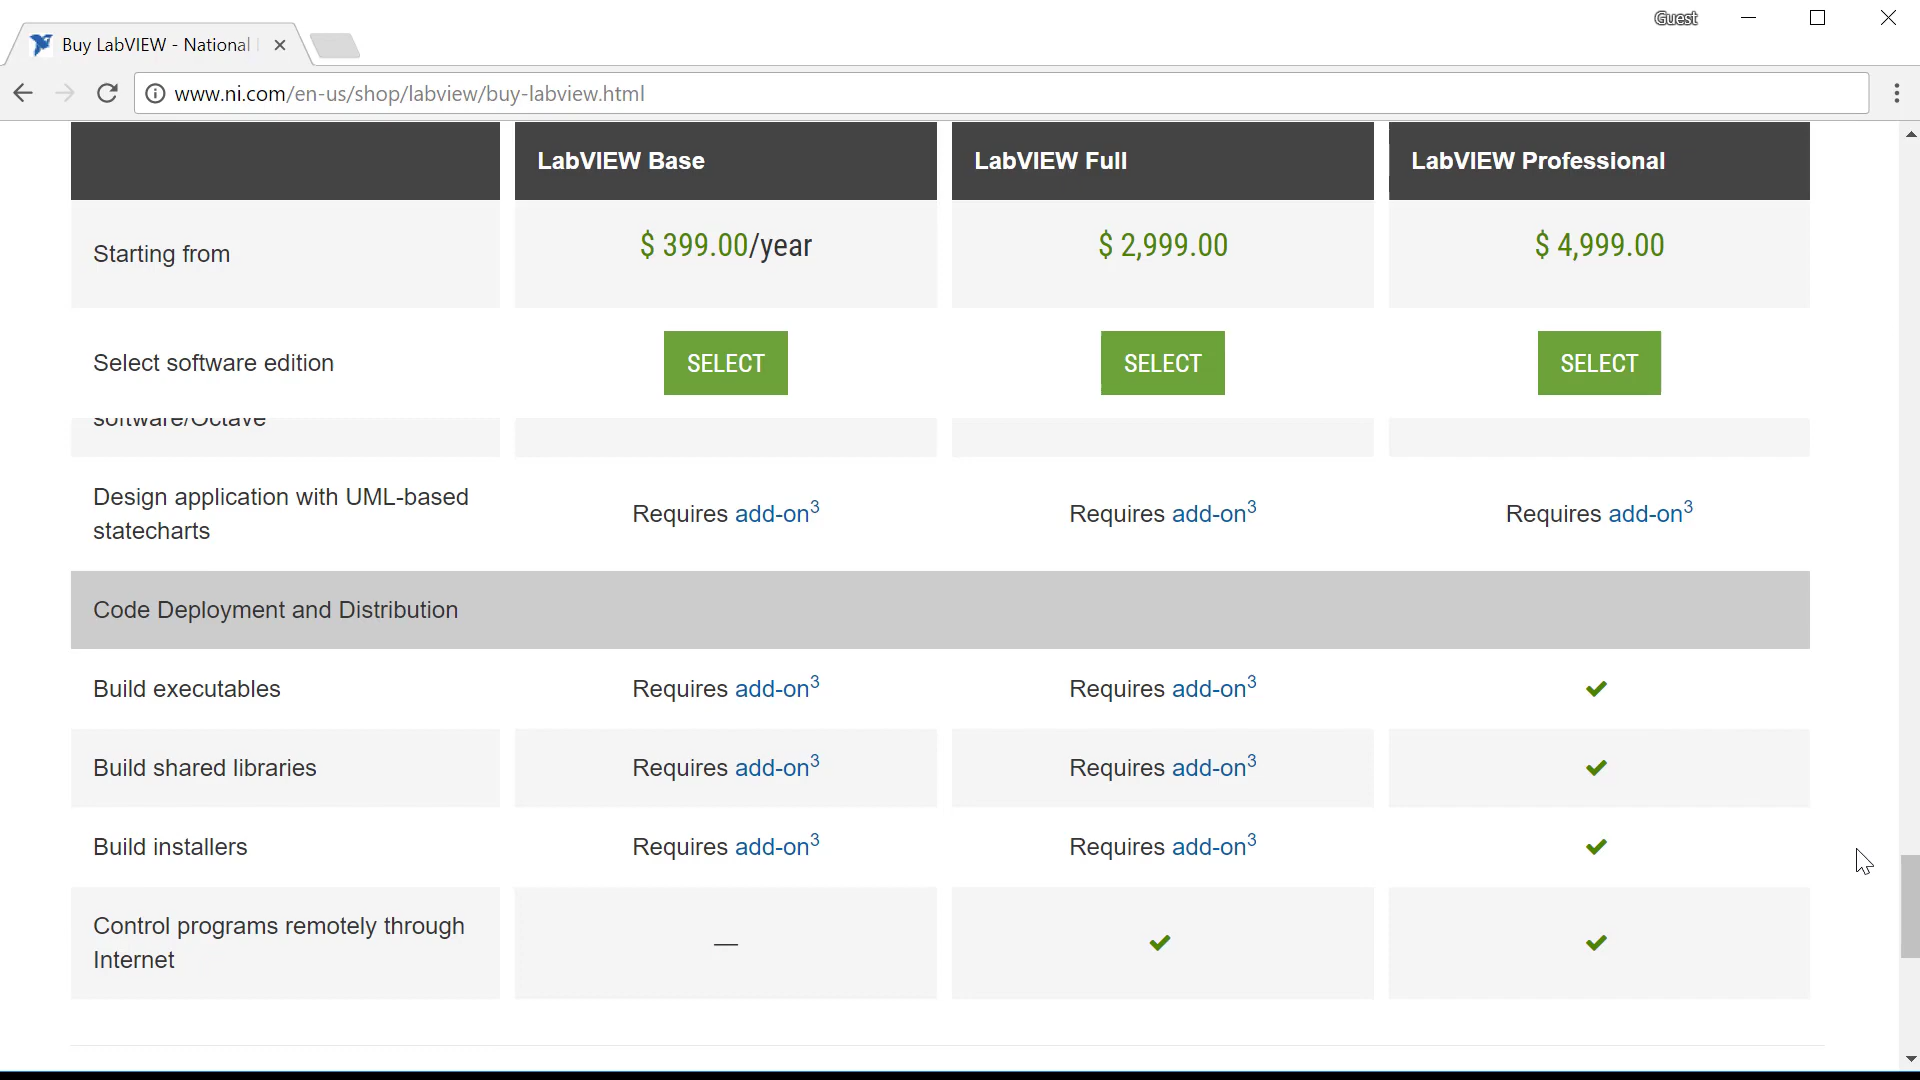 Guest
Buy LabVIEW - National
www.ni.com/en-us/shop/labview/buy-labview.html
LabVIEW Base LabVIEW Full LabVIEW Professional
Starting from $ 399.00/year $ 2,999.00 $ 4,999.00
Select software edition SELECT SELECT SELECT
software/Octave
Design application with UML-based
statecharts
Requires add-on3 Requires add-on3 Requires add-on3
Code Deployment and Distribution
Build executables Requires add-on3 Requires add-on3 ✔
Build shared libraries Requires add-on3 Requires add-on3 ✔
Build installers Requires add-on3 Requires add-on3 ✔
Control programs remotely through
Internet
— ✔ ✔